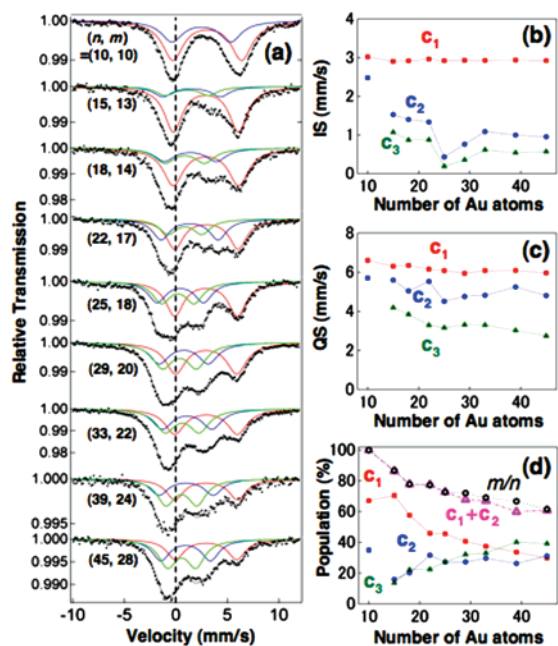 (a)
(n, m)
=(10, 10)
(15, 13)
(18, 14)
(22, 17)
(25, 18)
(29, 20)
(33, 22)
(39, 24)
(45, 28)
1.00
0.99
1.00
0.99
1.00
0.99
0.98
1.00
0.99
1.00
0.99
1.00
0.99
1.00
0.99
0.98
1.000
0.995
1.000
0.995
0.990
Relative Transmission
-10
-5
0
5
10
Velocity (mm/s)
(b)
4
3
2
1
0
IS (mm/s)
C1
C2
C3
10
20
30
40
Number of Au atoms
(c)
8
6
4
2
0
QS (mm/s)
C1
C2
C3
10
20
30
40
Number of Au atoms
(d)
100
80
60
40
20
0
Population (%)
C1
m/n
C1+C2
C2
C3
10
20
30
40
Number of Au atoms